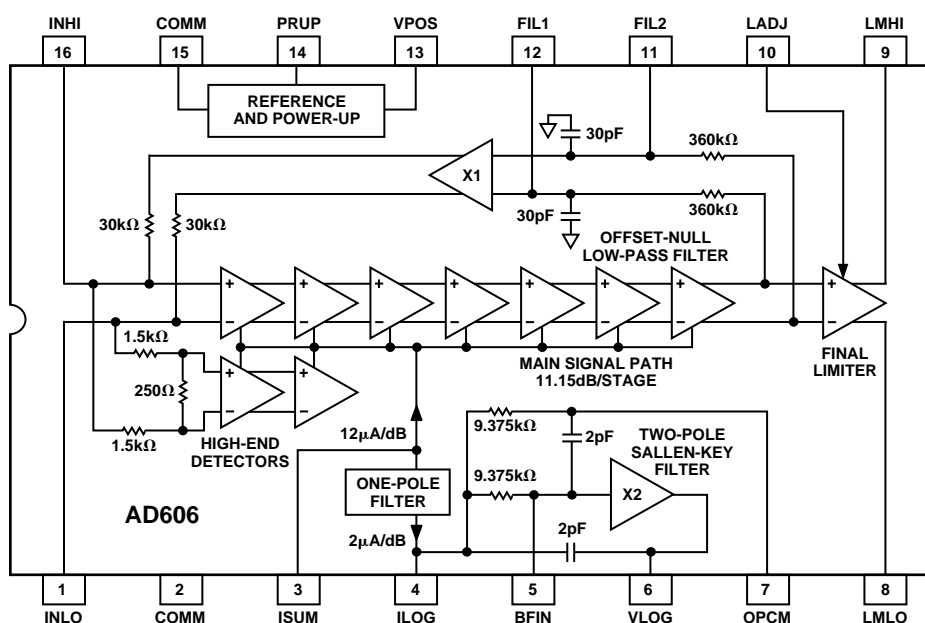 INHI COMM PRUP VPOS FIL1 FIL2 LADJ LMHI
16 15 14 13 12 11 10 9
REFERENCE
AND POWER-UP
30pF
360kΩ
X1
30pF
360kΩ
30kΩ
30kΩ
OFFSET-NULL
LOW-PASS FILTER
+ + + + + + + +
– – – – – – – –
1.5kΩ
250Ω
1.5kΩ
+ +
– –
HIGH-END
DETECTORS
MAIN SIGNAL PATH
11.15dB/STAGE
FINAL
LIMITER
12μA/dB
ONE-POLE
FILTER
2μA/dB
9.375kΩ
9.375kΩ
2pF
TWO-POLE
SALLEN-KEY
FILTER
X2
2pF
AD606
1 2 3 4 5 6 7 8
INLO COMM ISUM ILOG BFIN VLOG OPCM LMLO